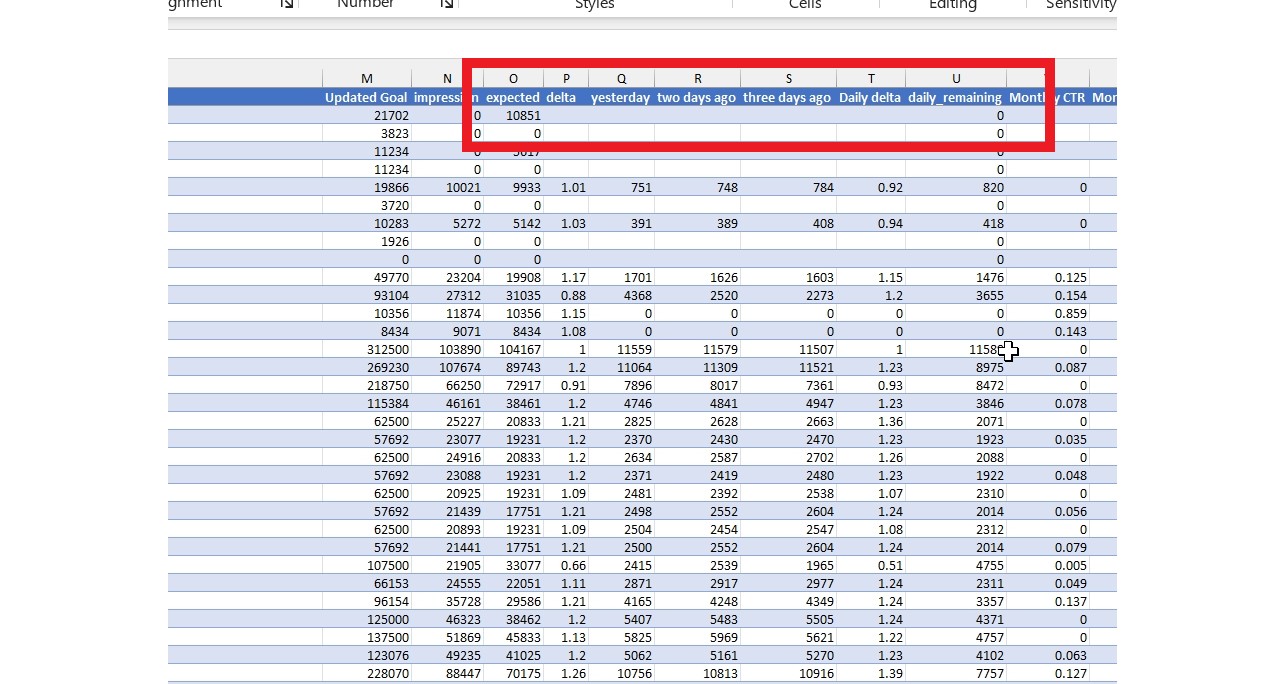 gnment Number Styles Cells Editing Sensitivity
M N O P Q R S T U
Updated Goal expected delta yesterday two days ago three days ago Daily delta daily_remaining CTR
21702 0 10851 0
3823 0 0 0
11234 0 0
11234 0 0 0
19866 10021 9933 1.01 751 748 784 0.92 820 0
3720 0 0 0
10283 5272 5142 1.03 391 389 408 0.94 418 0
1926 0 0 0
0 0 0 0
49770 23204 19908 1.17 1701 1626 1603 1.15 1476 0.125
93104 27312 31035 0.88 4368 2520 2273 1.2 3655 0.154
10356 11874 10356 1.15 0 0 0 0 0 0.859
8434 9071 8434 1.08 0 0 0 0 0 0.143
312500 103890 104167 1 11559 11579 11507 1 0
269230 107674 89743 1.2 11064 11309 11521 1.23 8975 0.087
218750 66250 72917 0.91 7896 8017 7361 0.93 8472 0
115384 46161 38461 1.2 4746 4841 4947 1.23 3846 0.078
62500 25227 20833 1.21 2825 2628 2663 1.36 2071 0
57692 23077 19231 1.2 2370 2430 2470 1.23 1923 0.035
62500 24916 20833 1.2 2634 2587 2702 1.26 2088 0
57692 23088 19231 1.2 2371 2419 2480 1.23 1922 0.048
62500 20925 19231 1.09 2481 2392 2538 1.07 2310 0
57692 21439 17751 1.21 2498 2552 2604 1.24 2014 0.056
62500 20893 19231 1.09 2504 2454 2547 1.08 2312 0
57692 21441 17751 1.21 2500 2552 2604 1.24 2014 0.079
107500 21905 33077 0.66 2415 2539 1965 0.51 4755 0.005
66153 24555 22051 1.11 2871 2917 2977 1.24 2311 0.049
96154 35728 29586 1.21 4165 4248 4349 1.24 3357 0.137
125000 46323 38462 1.2 5407 5483 5505 1.24 4371 0
137500 51869 45833 1.13 5825 5969 5621 1.22 4757 0
123076 49235 41025 1.2 5062 5161 5270 1.23 4102 0.063
228070 88447 70175 1.26 10756 10813 10916 1.39 7757 0.127